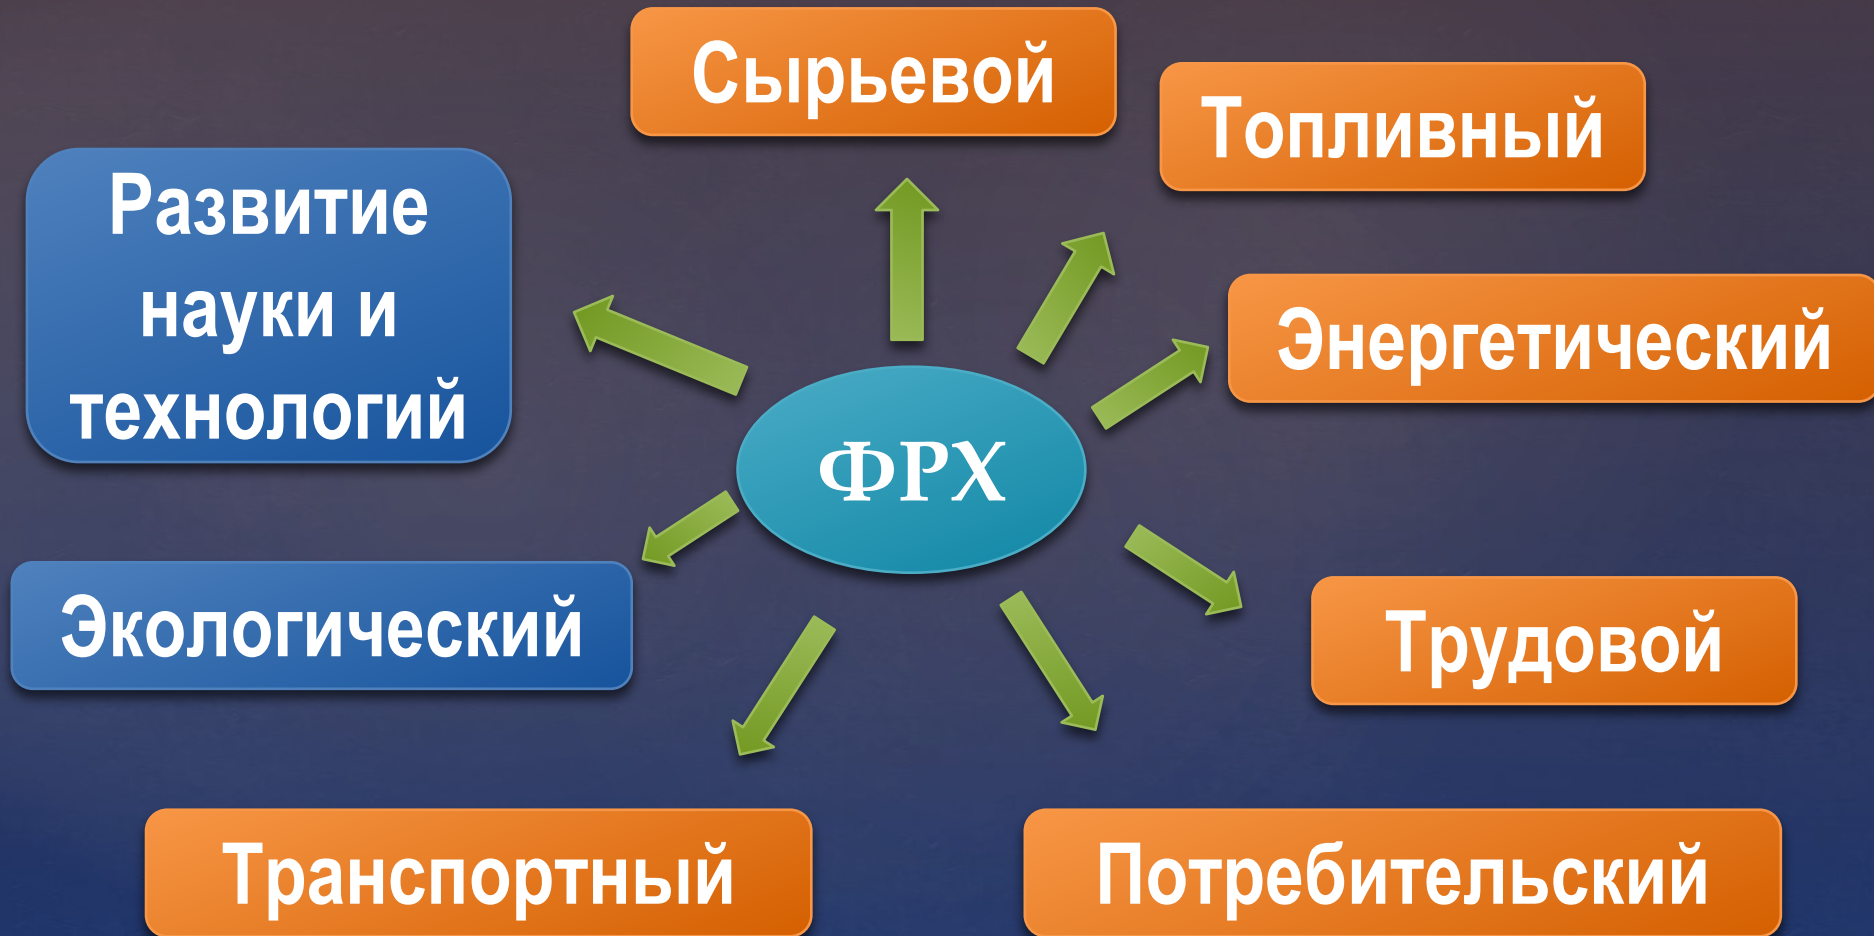 Сырьевой
Топливный
Развитие
науки и
технологий
Энергетический
ФРХ
Экологический
Трудовой
Транспортный
Потребительский